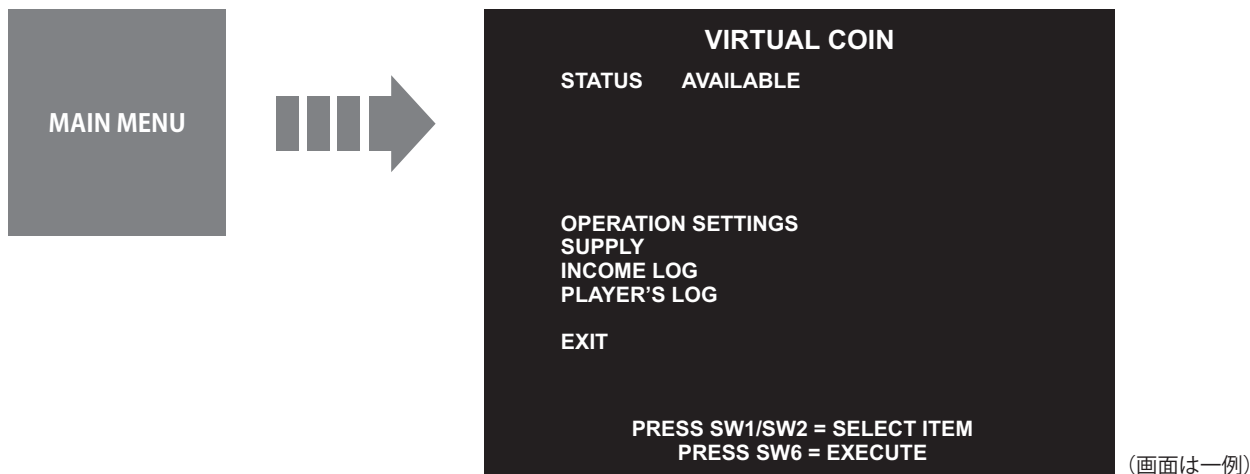 MAIN MENU
VIRTUAL COIN
STATUS AVAILABLE
OPERATION SETTINGS
SUPPLY
INCOME LOG
PLAYER’S LOG
EXIT
PRESS SW1/SW2 = SELECT ITEM
PRESS SW6 = EXECUTE
（画面は一例）